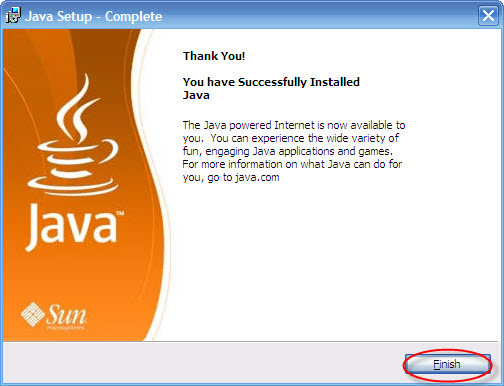 Java Setup - Complete
Thank You!
You have Successfully Installed
Java
The Java powered Internet is now available to
you. You can experience the wide variety of
fun, engaging Java applications and games.
For more information on what Java can do for
you, go to java.com
Java™
Sun
microsystems
Finish